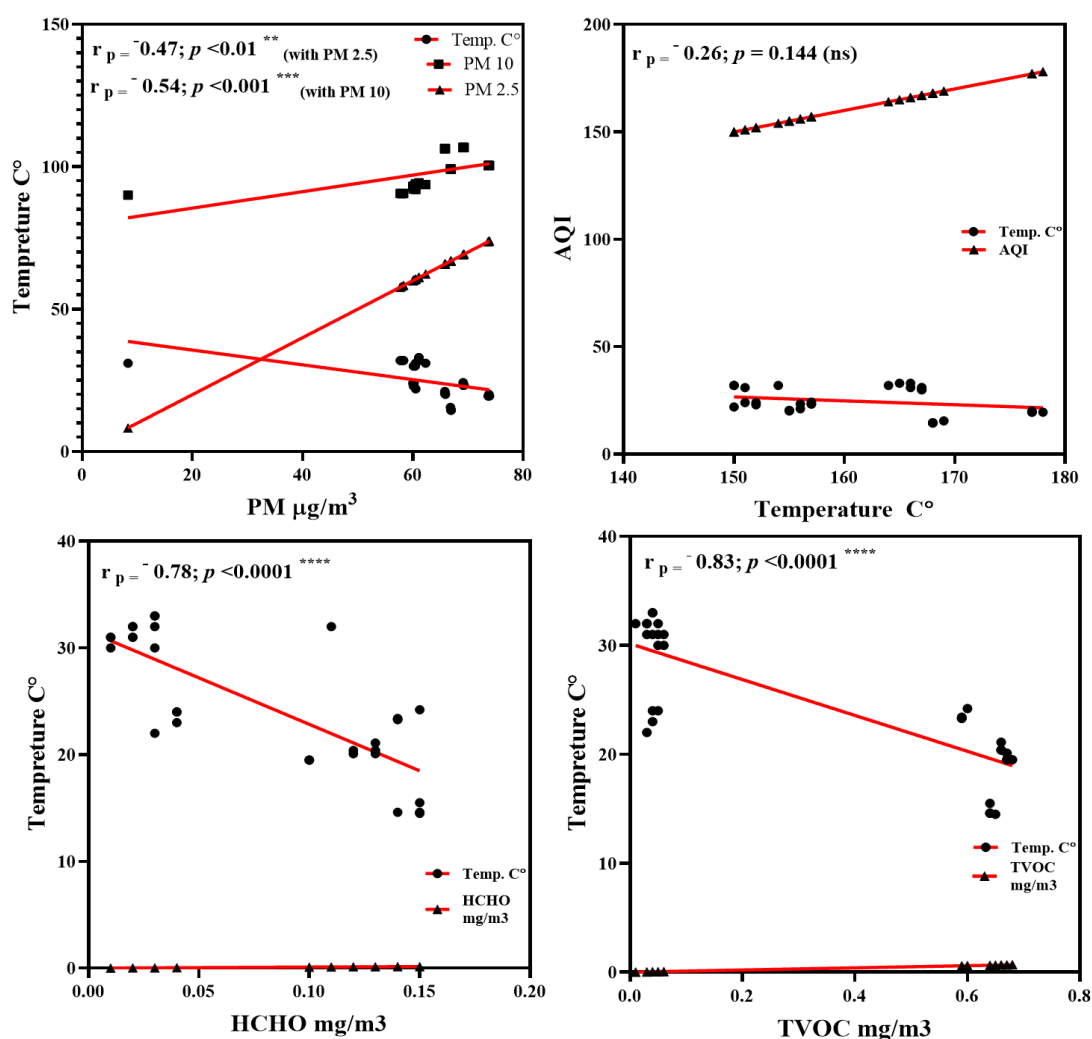 r p = - 0.47; p <0.01 ** (with PM 2.5)
r p = - 0.54; p <0.001 *** (with PM 10)
Temp. C°
PM 10
PM 2.5
Tempreture C°
150
100
50
0
0 20 40 60 80
PM µg/m3
r p = - 0.26; p = 0.144 (ns)
Temp. C°
AQI
AQI
200
150
100
50
0
140 150 160 170 180
Temperature C°
r p = - 0.78; p <0.0001 ****
Temp. C°
HCHO
mg/m3
Tempreture C°
40
30
20
10
0
0.00 0.05 0.10 0.15 0.20
HCHO mg/m3
r p = - 0.83; p <0.0001 ****
Temp. C°
TVOC
mg/m3
Tempreture C°
40
30
20
10
0
0.0 0.2 0.4 0.6 0.8
TVOC mg/m3